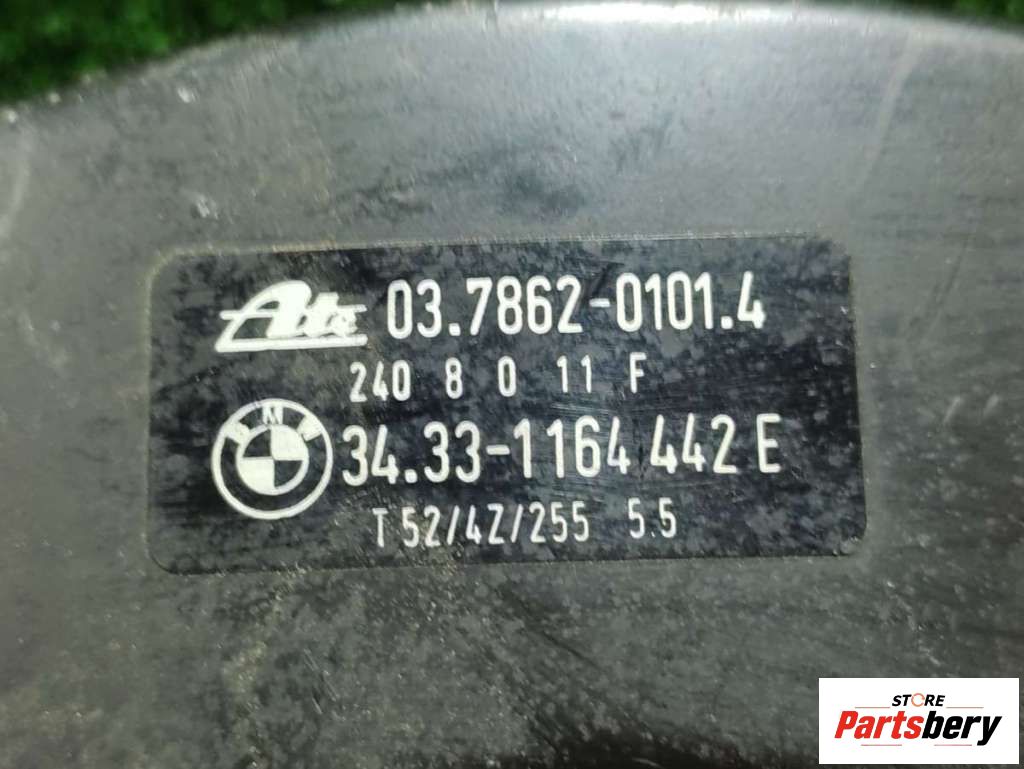 Ate 03.7862-0101.4
240 8 0 11 F
BMW 34.33-1164 442 E
T 52/4Z/255 5.5
STORE
Partsbery